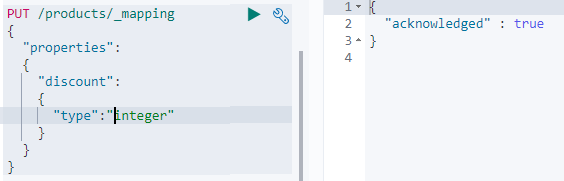 PUT /products/_mapping
{
"properties":
{
"discount":
{
"type":"integer"
}
}
}
1 {
2 "acknowledged" : true
3 }
4